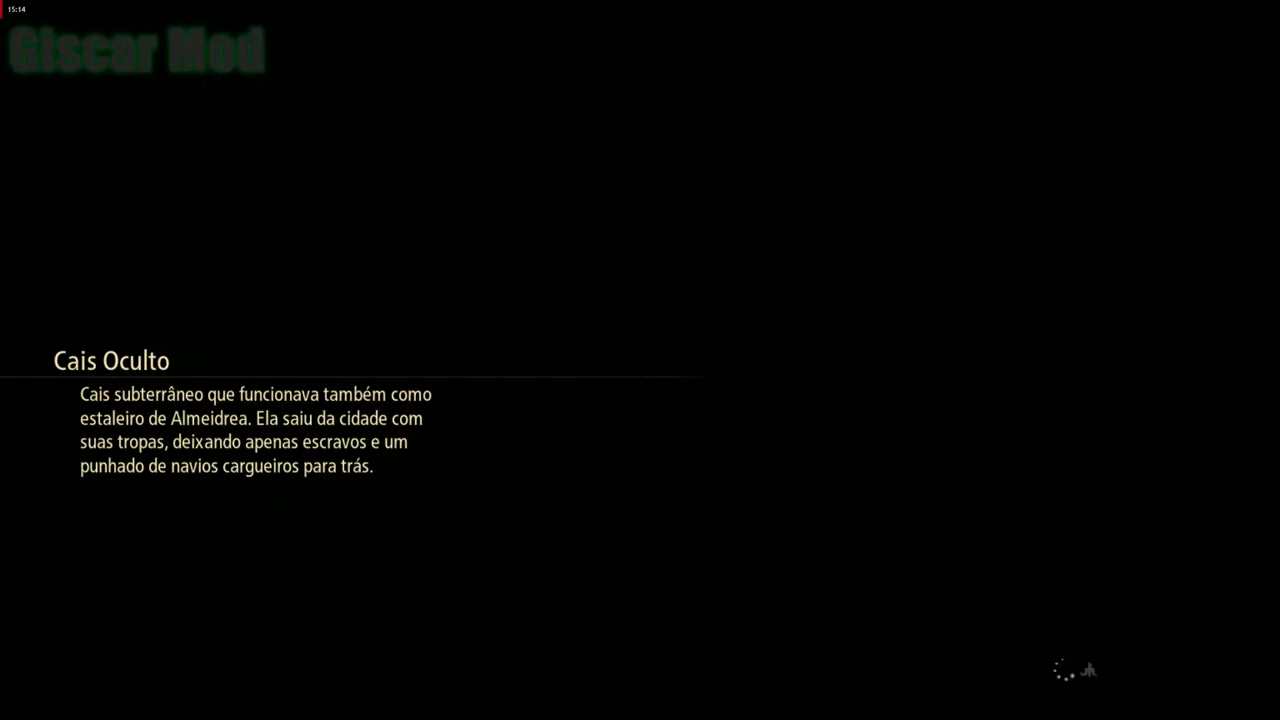 15:14
Giscar Mod
Cais Oculto
Cais subterrâneo que funcionava também como
estaleiro de Almeidrea. Ela saiu da cidade com
suas tropas, deixando apenas escravos e um
punhado de navios cargueiros para trás.